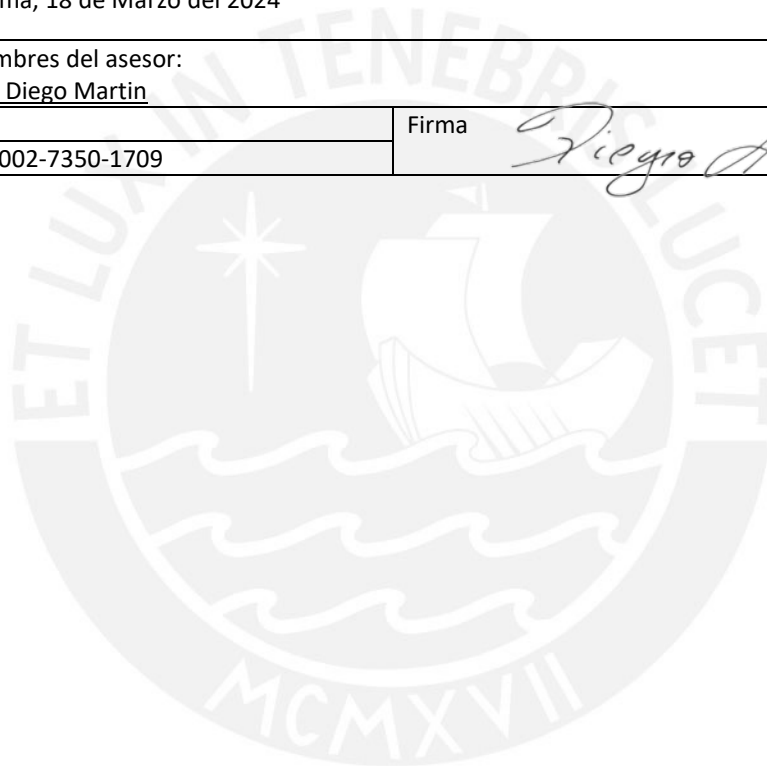 ma, 18 de Marzo del 2024
mbres del asesor:
Diego Martin
Firma
Diego
002-7350-1709
ET LUX IN TENEBRIS LUCET
MCMXVII